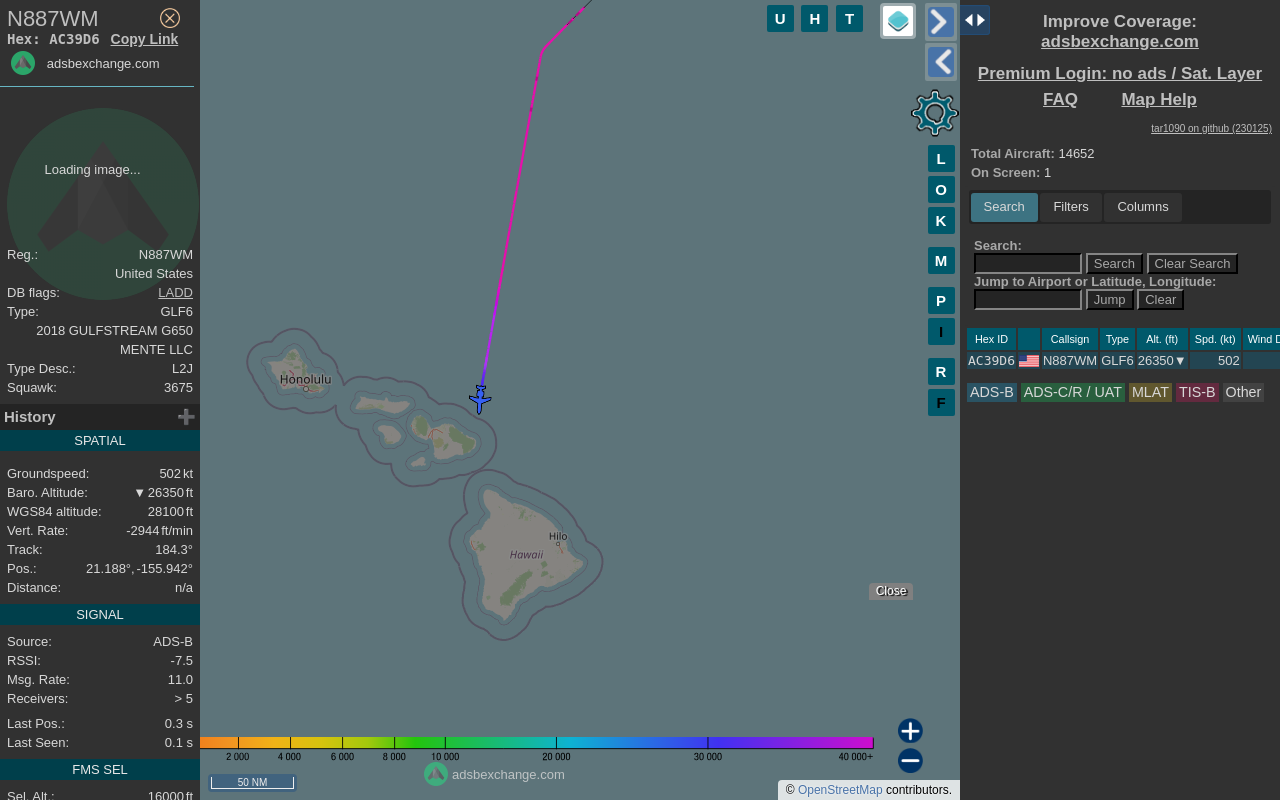 N887WM
Hex: AC39D6 Copy Link
adsbexchange.com
Loading image...
Reg.: N887WM
United States
DB flags: LADD
Type: GLF6
2018 GULFSTREAM G650
MENTE LLC
Type Desc.: L2J
Squawk: 3675
History
SPATIAL
Groundspeed: 502 kt
Baro. Altitude: ▼ 26350 ft
WGS84 altitude: 28100 ft
Vert. Rate: -2944 ft/min
Track: 184.3°
Pos.: 21.188°, -155.942°
Distance: n/a
SIGNAL
Source: ADS-B
RSSI: -7.5
Msg. Rate: 11.0
Receivers: > 5
Last Pos.: 0.3 s
Last Seen: 0.1 s
FMS SEL
Sel. Alt.: 16000 ft
U H T
L
O
K
M
P
I
R
F
Honolulu
Hilo
Hawaii
Close
2 000 4 000 6 000 8 000 10 000 20 000 30 000 40 000+
50 NM
adsbexchange.com
© OpenStreetMap contributors.
Improve Coverage:
adsbexchange.com
Premium Login: no ads / Sat. Layer
FAQ Map Help
tar1090 on github (230125)
Total Aircraft: 14652
On Screen: 1
Search Filters Columns
Search:
Search Clear Search
Jump to Airport or Latitude, Longitude:
Jump Clear
Hex ID Callsign Type Alt. (ft) Spd. (kt) Wind D
AC39D6 N887WM GLF6 26350▼ 502
ADS-B ADS-C/R / UAT MLAT TIS-B Other